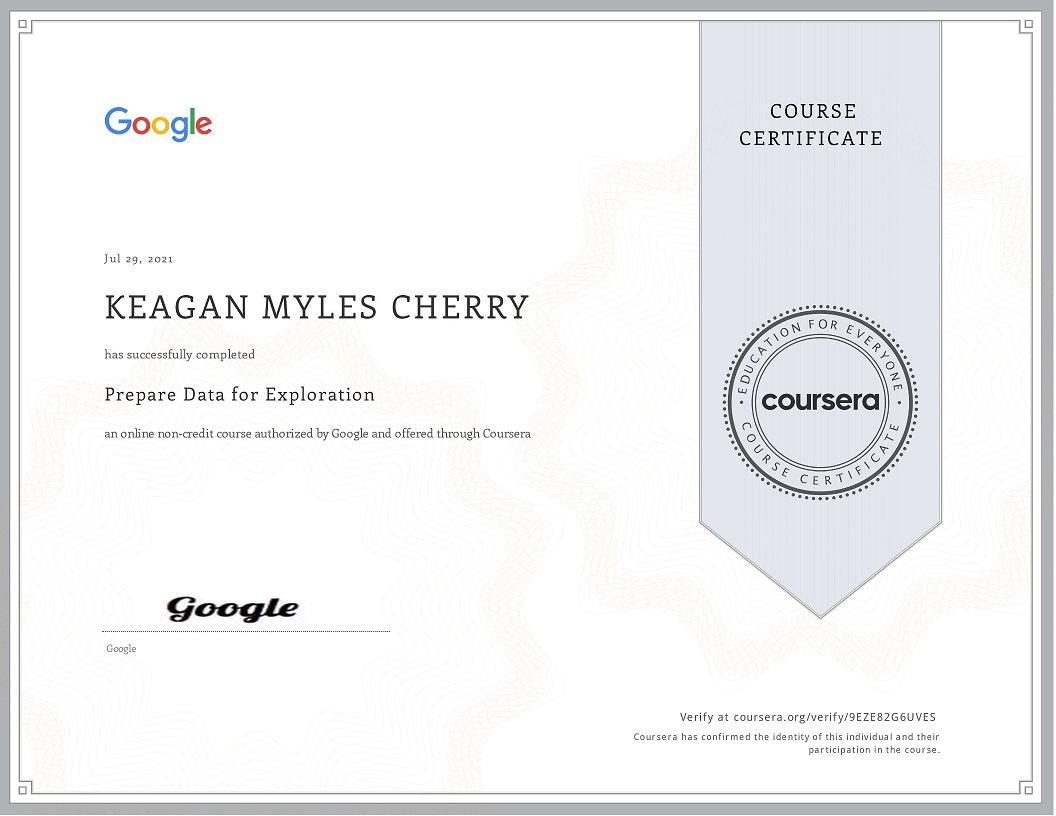 Google
COURSE
CERTIFICATE
Jul 29, 2021
KEAGAN MYLES CHERRY
has successfully completed
Prepare Data for Exploration
an online non-credit course authorized by Google and offered through Coursera
EDUCATION FOR EVERYONE
coursera
COURSE CERTIFICATE
Google
Google
Verify at coursera.org/verify/9EZE82G6UVES
Coursera has confirmed the identity of this individual and their
participation in the course.